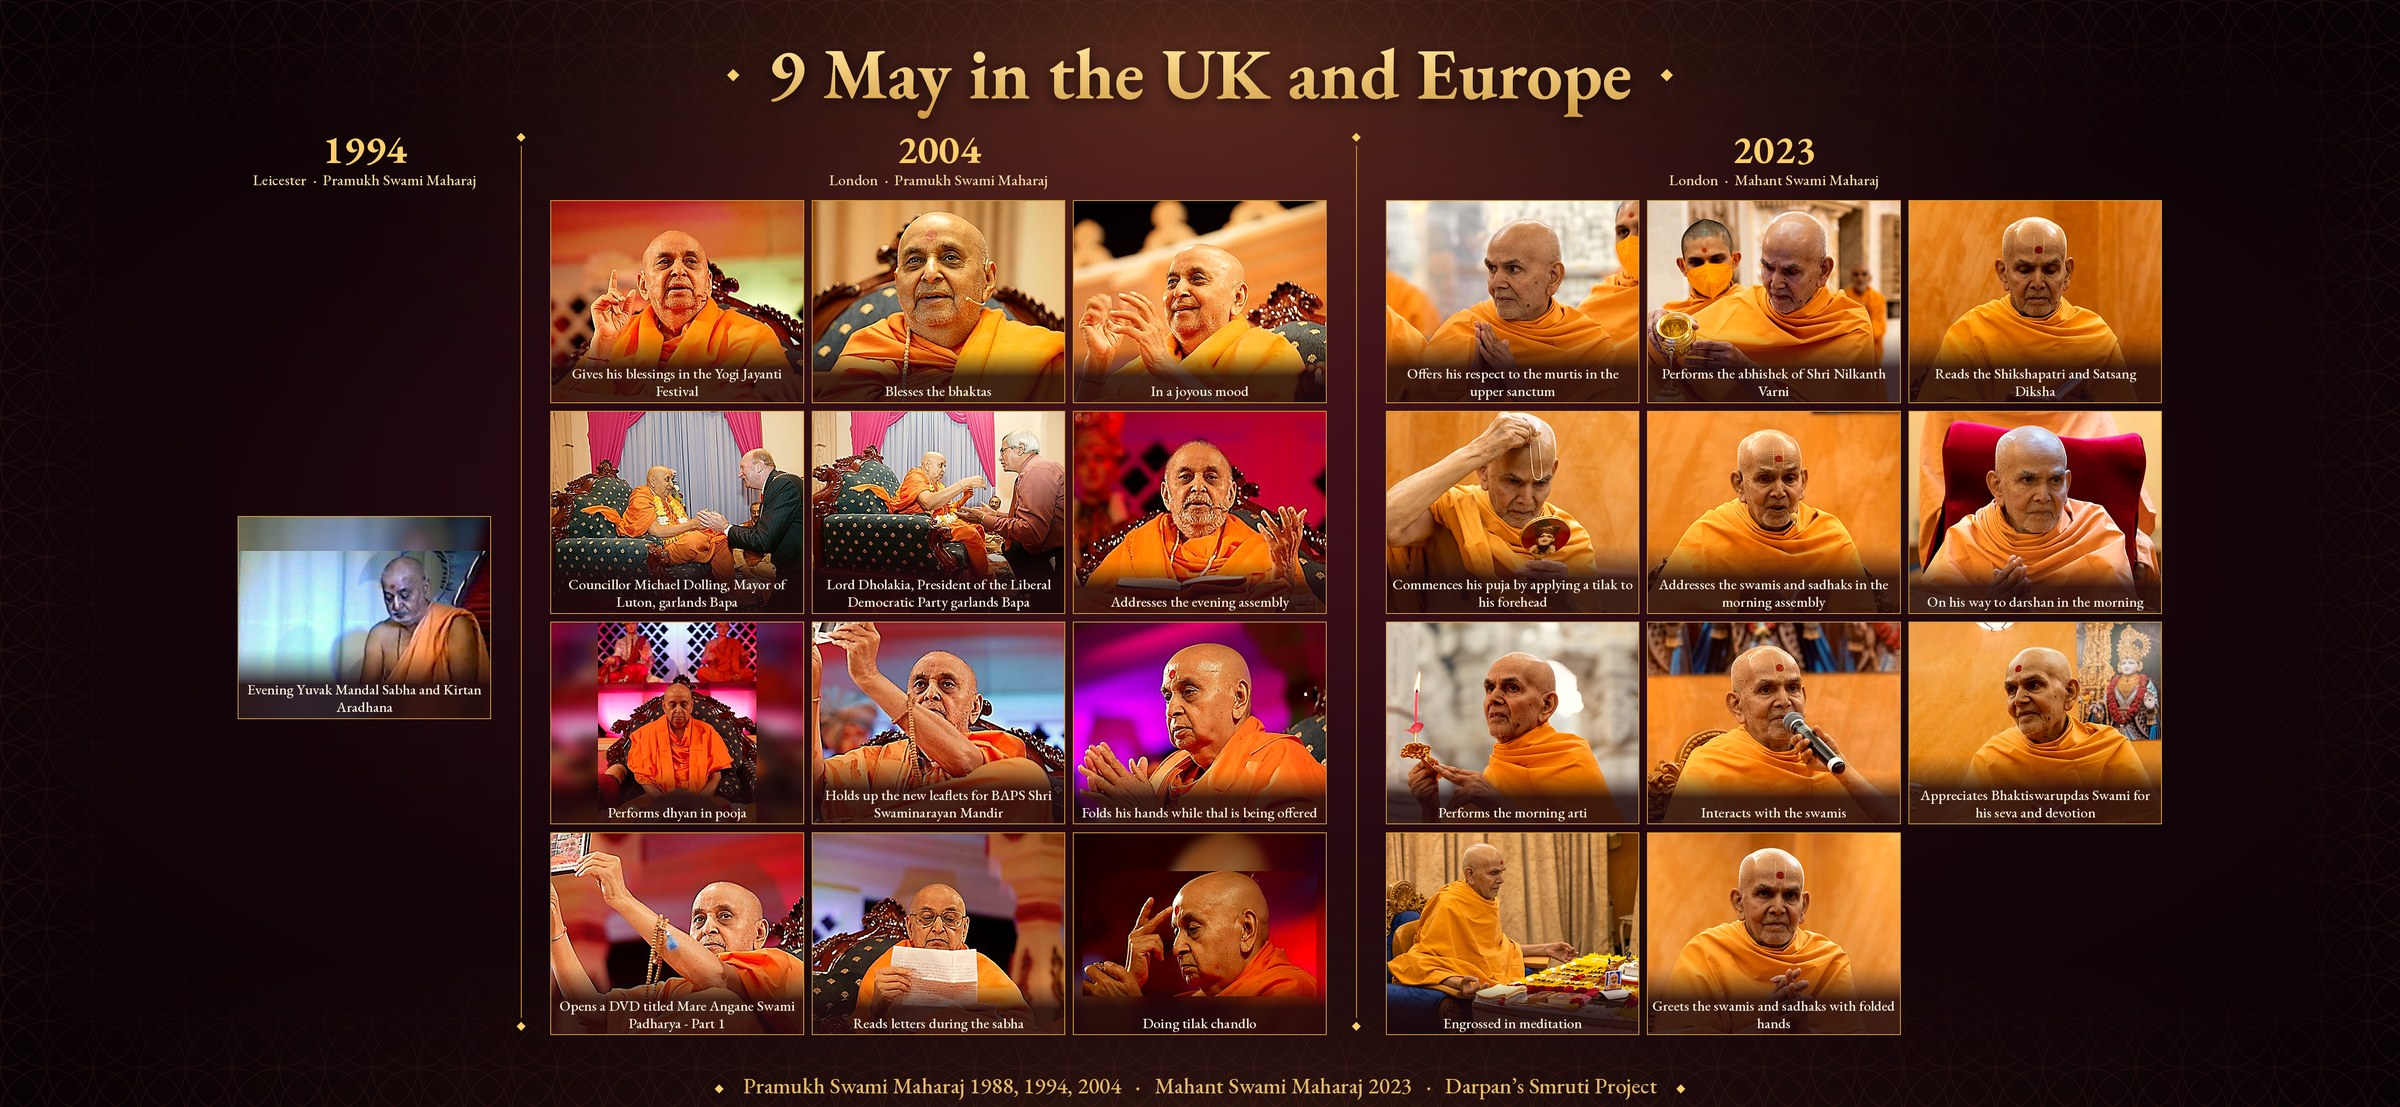 9 May in the UK and Europe
1994
Leicester · Pramukh Swami Maharaj
Evening Yuvak Mandal Sabha and Kirtan
Aradhana
2004
London · Pramukh Swami Maharaj
Gives his blessings in the Yogi Jayanti
Festival
Blesses the bhaktas
In a joyous mood
Councillor Michael Dolling, Mayor of
Luton, garlands Bapa
Lord Dholakia, President of the Liberal
Democratic Party garlands Bapa
Addresses the evening assembly
Performs dhyan in pooja
Holds up the new leaflets for BAPS Shri
Swaminarayan Mandir
Folds his hands while thal is being offered
Opens a DVD titled Mare Angane Swami
Padharya - Part 1
Reads letters during the sabha
Doing tilak chandlo
2023
London · Mahant Swami Maharaj
Offers his respect to the murtis in the
upper sanctum
Performs the abhishek of Shri Nilkanth
Varni
Reads the Shikshapatri and Satsang
Diksha
Commences his puja by applying a tilak to
his forehead
Addresses the swamis and sadhaks in the
morning assembly
On his way to darshan in the morning
Performs the morning arti
Interacts with the swamis
Appreciates Bhaktiswarupdas Swami for
his seva and devotion
Engrossed in meditation
Greets the swamis and sadhaks with folded
hands
Pramukh Swami Maharaj 1988, 1994, 2004 · Mahant Swami Maharaj 2023 · Darpan’s Smruti Project